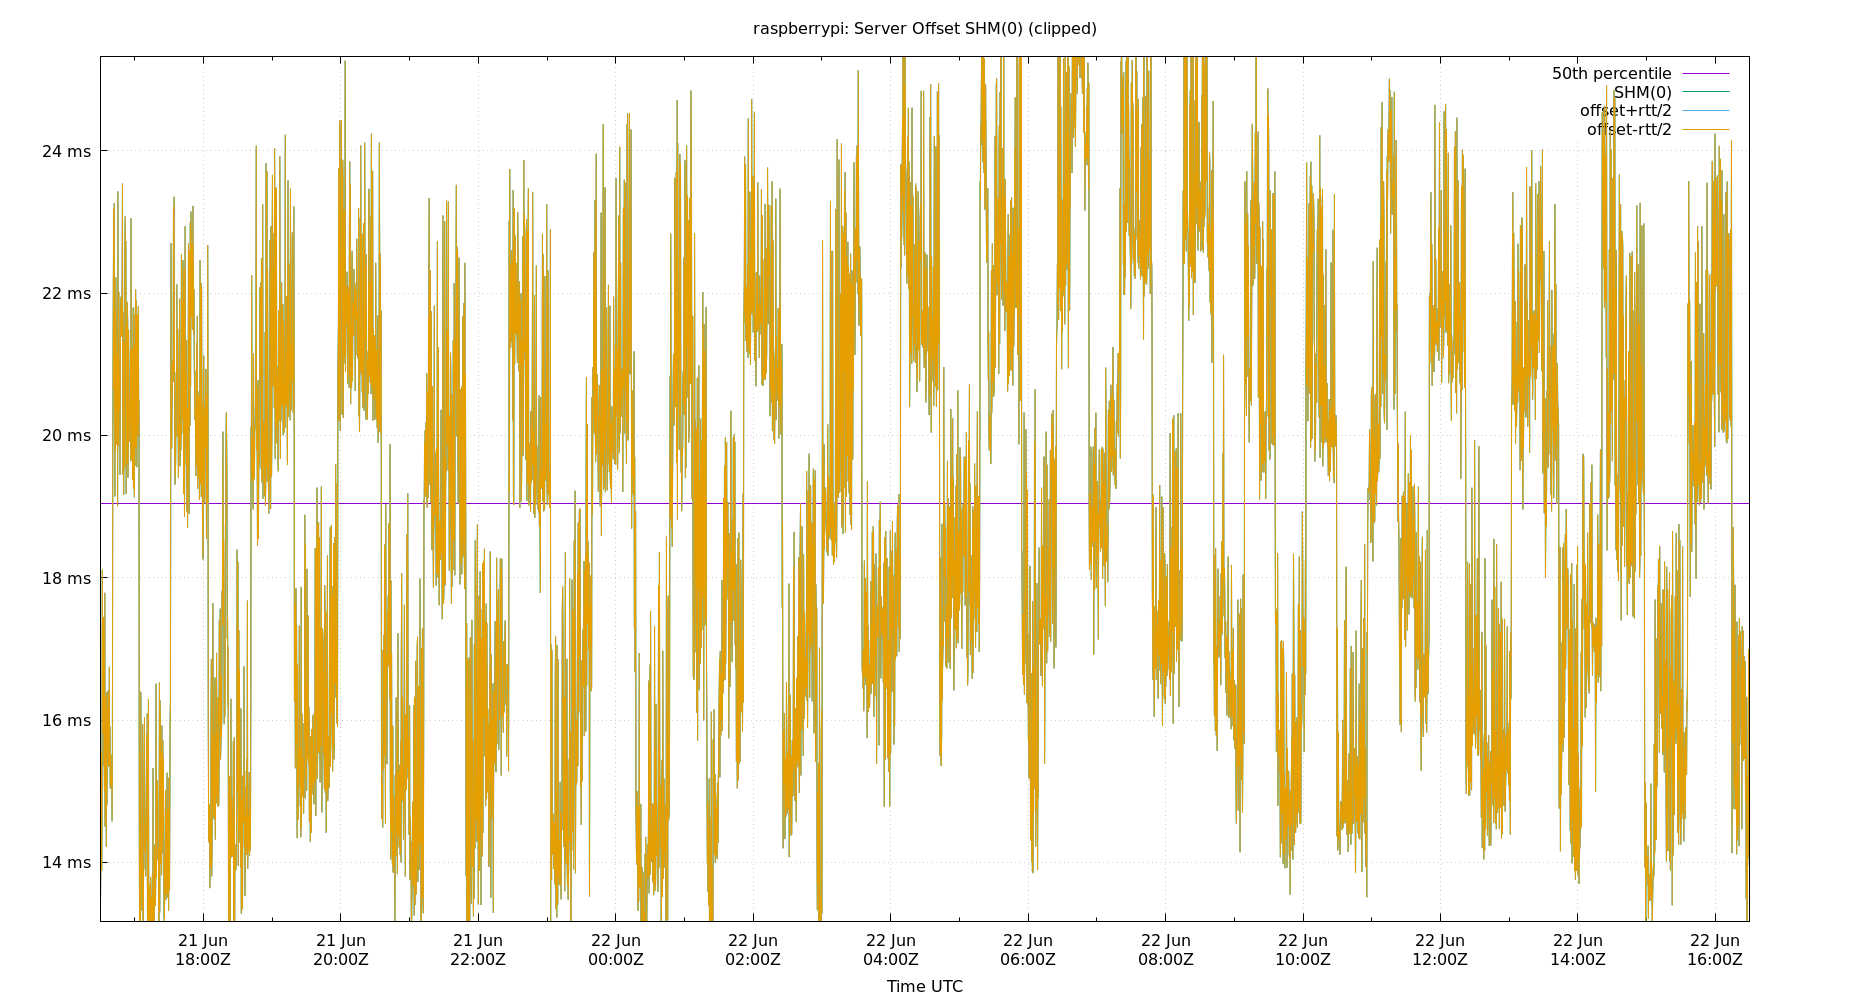 raspberrypi: Server Offset SHM(0) (clipped)
50th percentile
SHM(0)
offset+rtt/2
offset-rtt/2
24 ms
22 ms
20 ms
18 ms
16 ms
14 ms
21 Jun 21 Jun 21 Jun 22 Jun 22 Jun 22 Jun 22 Jun 22 Jun 22 Jun 22 Jun 22 Jun 22 Jun
18:00Z 20:00Z 22:00Z 00:00Z 02:00Z 04:00Z 06:00Z 08:00Z 10:00Z 12:00Z 14:00Z 16:00Z
Time UTC